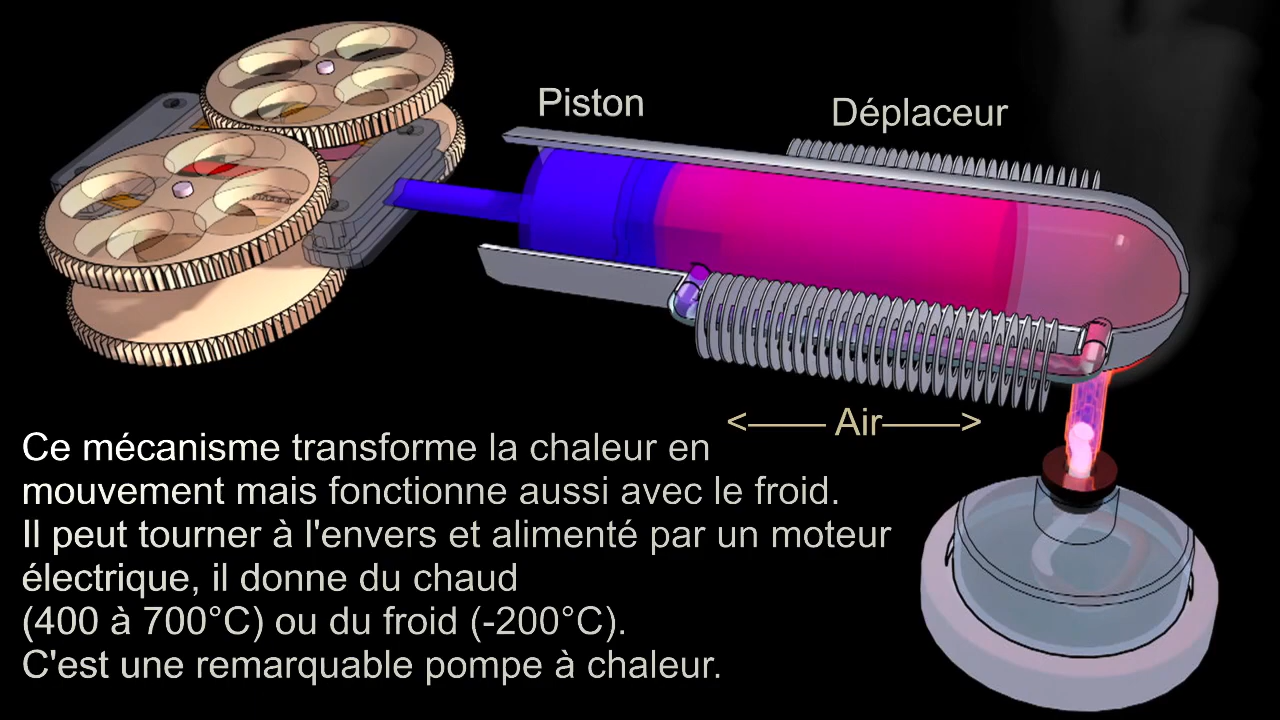 Piston
Déplaceur
<—— Air——>
Ce mécanisme transforme la chaleur en
mouvement mais fonctionne aussi avec le froid.
Il peut tourner à l'envers et alimenté par un moteur
électrique, il donne du chaud
(400 à 700°C) ou du froid (-200°C).
C'est une remarquable pompe à chaleur.